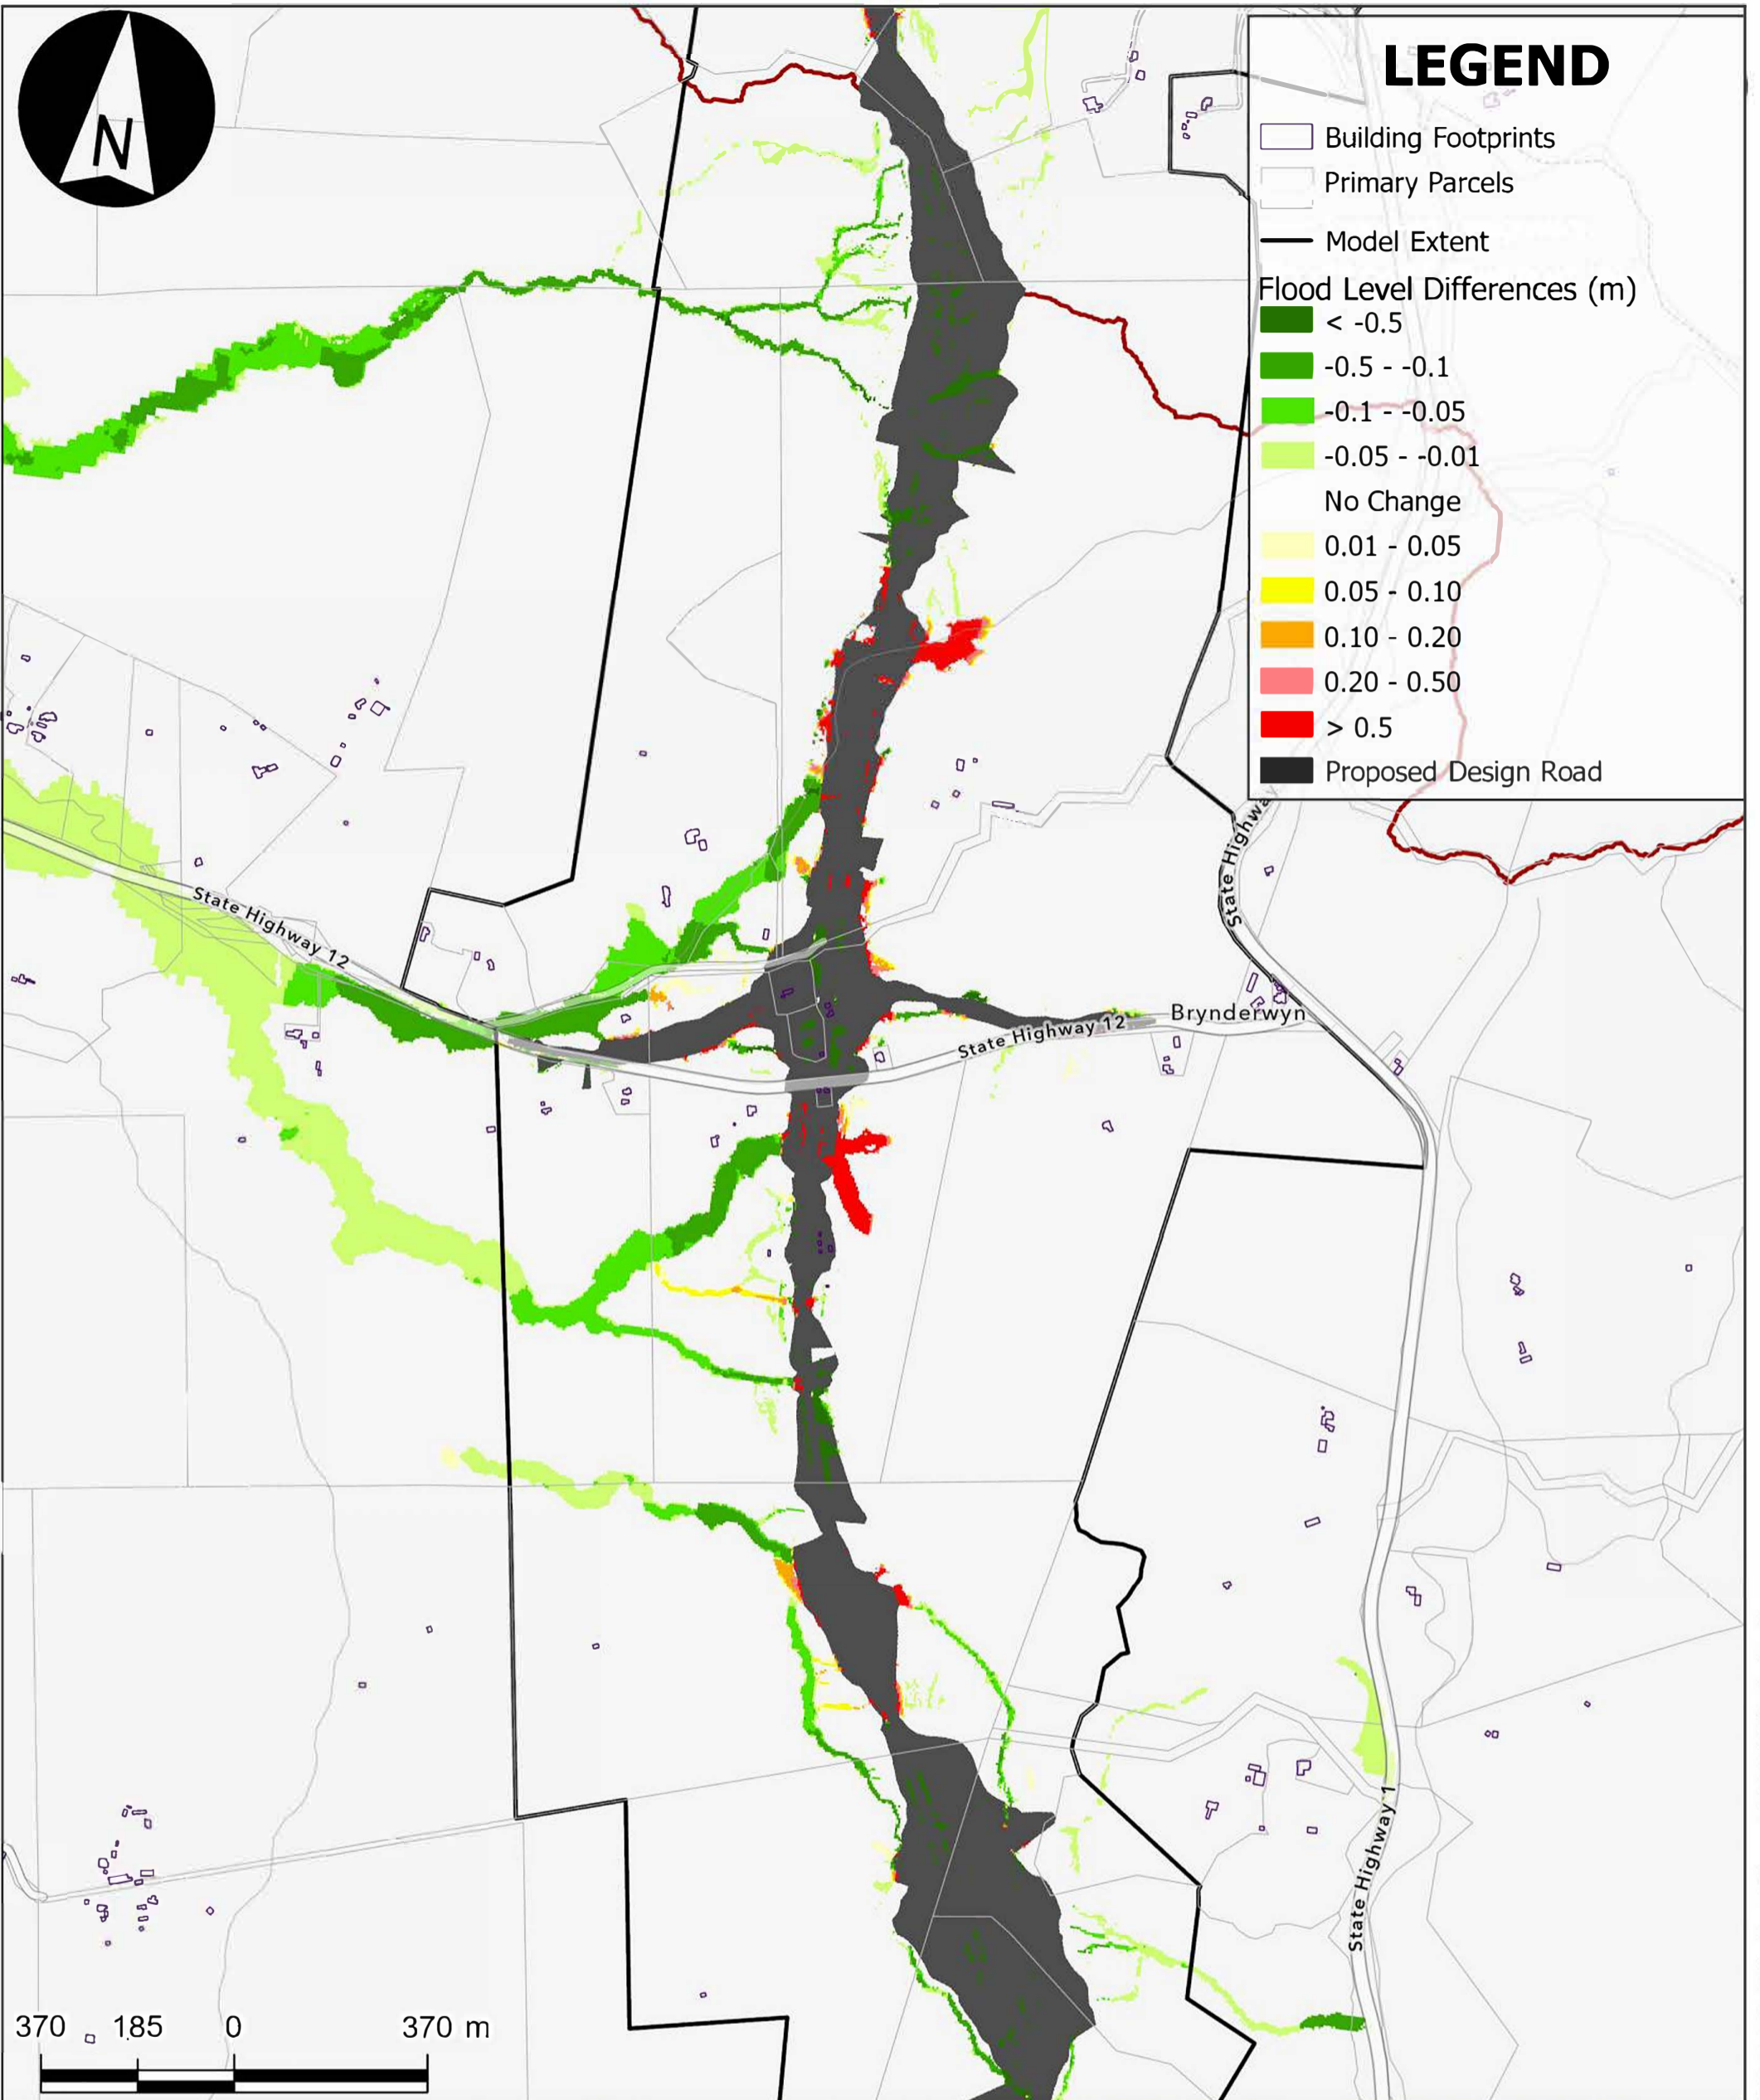 N
LEGEND
Building Footprints
Primary Parcels
Model Extent
Flood Level Differences (m)
< -0.5
-0.5 - -0.1
-0.1 - -0.05
-0.05 - -0.01
No Change
0.01 - 0.05
0.05 - 0.10
0.10 - 0.20
0.20 - 0.50
> 0.5
Proposed Design Road
State Highway
State Highway 12
Brynderwyn
State Highway 12
State Highway 1
370 185 0 370 m